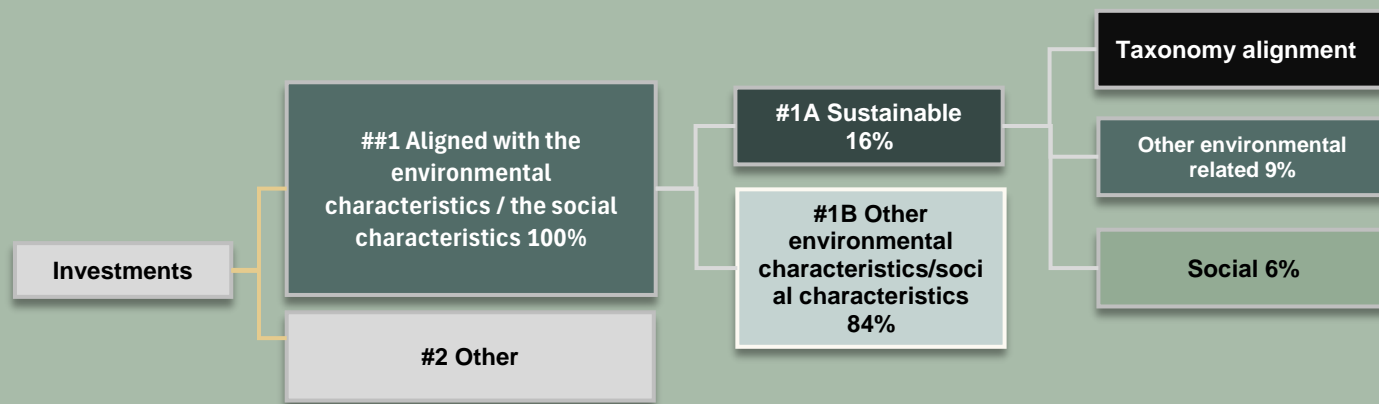 Investments
##1 Aligned with the
environmental
characteristics / the social
characteristics 100%
#2 Other
#1A Sustainable
16%
#1B Other
environmental
characteristics/soci
al characteristics
84%
Taxonomy alignment
Other environmental
related 9%
Social 6%